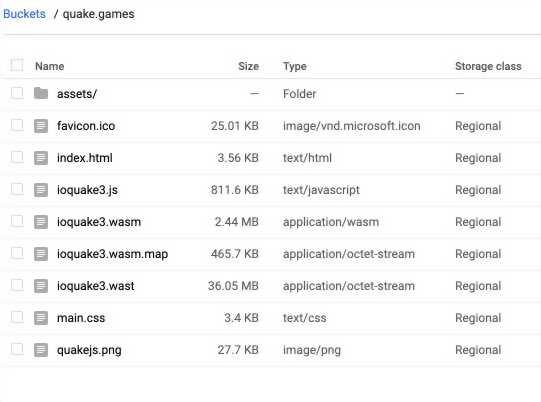 Buckets / quake.games
Name Size Type Storage class
assets/ — Folder —
favicon.ico 25.01 KB image/vnd.microsoft.icon Regional
index.html 3.56 KB text/html Regional
ioquake3.js 811.6 KB text/javascript Regional
ioquake3.wasm 2.44 MB application/wasm Regional
ioquake3.wasm.map 465.7 KB application/octet-stream Regional
ioquake3.wast 36.05 MB application/octet-stream Regional
main.css 3.4 KB text/css Regional
quakejs.png 27.7 KB image/png Regional